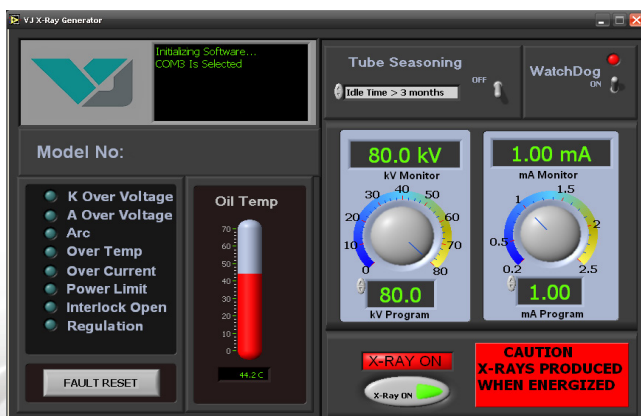 VJ X-Ray Generator
Initializing Software...
COM3 Is Selected
Model No:
K Over Voltage
A Over Voltage
Arc
Over Temp
Over Current
Power Limit
Interlock Open
Regulation
FAULT RESET
Oil Temp
70
60
50
40
30
20
10
0
44.2 C
Tube Seasoning
Idle Time > 3 months
OFF
WatchDog
ON
80.0 kV
kV Monitor
0
10
20
30
40
50
60
70
80
80.0
kV Program
1.00 mA
mA Monitor
0.2
0.5
1
1.5
2
2.5
1.00
mA Program
X-RAY ON
X-Ray ON
CAUTION
X-RAYS PRODUCED
WHEN ENERGIZED